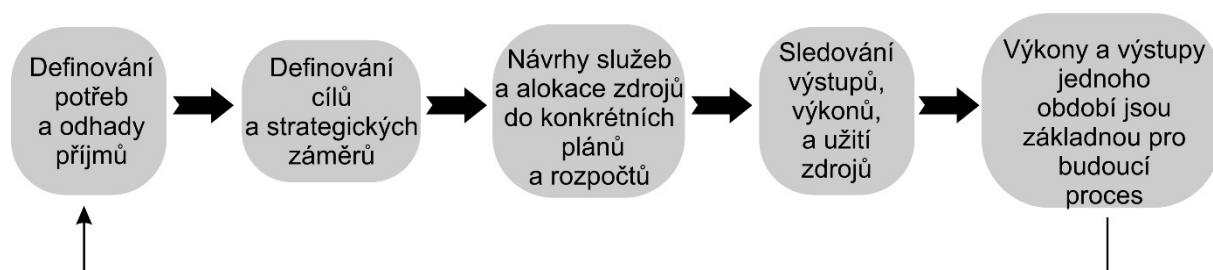 Definování
potřeb
a odhady
příjmů
Definování
cílů
a strategických
záměrů
Návrhy služeb
a alokace zdrojů
do konkrétních
plánů
a rozpočtů
Sledování
výstupů,
výkonů,
a užití
zdrojů
Výkony a výstupy
jednoho
období jsou
základnou pro
budoucí
proces